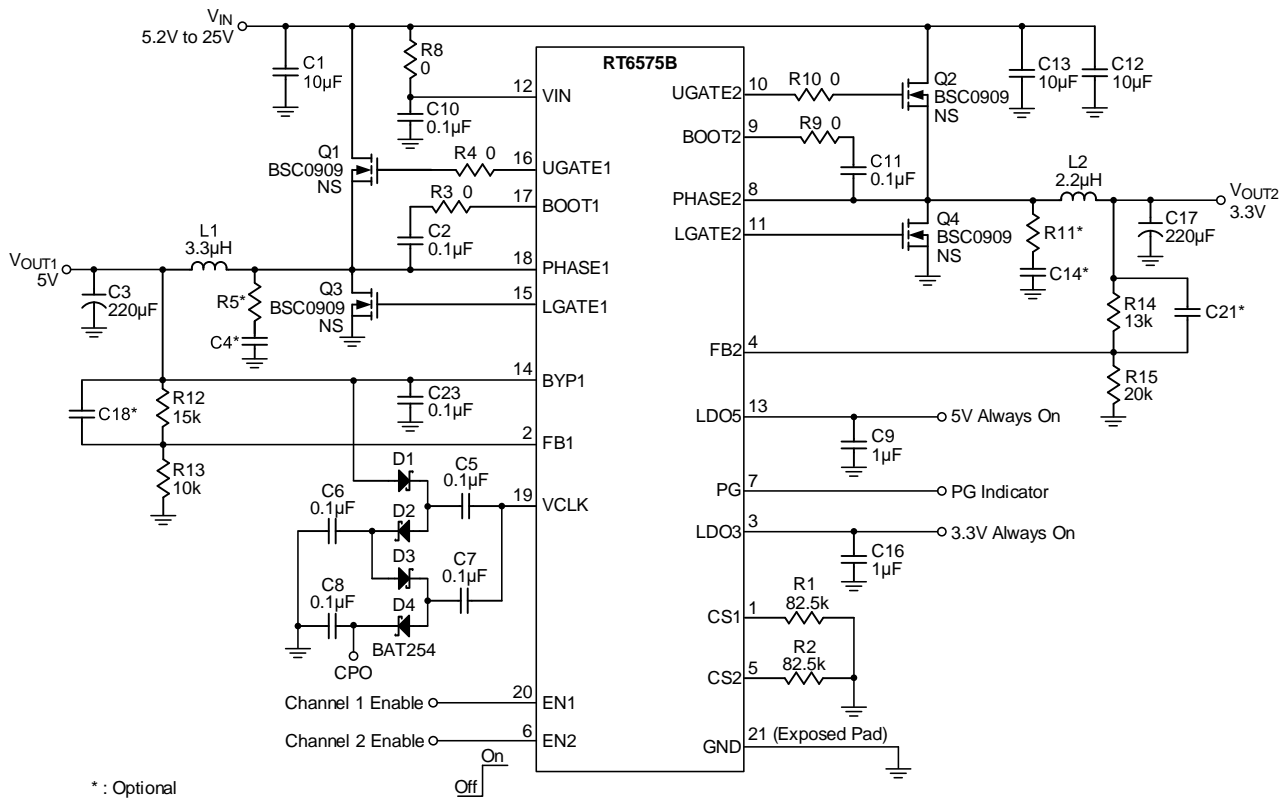 VIN
5.2V to 25V
C1
10µF
R8
0
RT6575B
C13
10µF
C12
10µF
12
VIN
C10
0.1µF
UGATE2
10
R10 0
Q2
BSC0909
NS
BOOT2
9
R9 0
C11
0.1µF
Q1
BSC0909
NS
R4 0
16
UGATE1
R3 0
17
BOOT1
C2
0.1µF
PHASE2
8
L2
2.2µH
VOUT2
3.3V
C17
220µF
LGATE2
11
Q4
BSC0909
NS
R11*
C14*
L1
3.3µH
VOUT1
5V
18
PHASE1
C3
220µF
R5*
C4*
Q3
BSC0909
NS
15
LGATE1
R14
13k
C21*
FB2
4
R15
20k
14
BYP1
C18*
R12
15k
C23
0.1µF
LDO5
13
5V Always On
C9
1µF
2
FB1
R13
10k
D1
C5
0.1µF
PG
7
PG Indicator
C6
0.1µF
D2
19
VCLK
LDO3
3
3.3V Always On
C16
1µF
D3
C7
0.1µF
C8
0.1µF
D4
BAT254
CPO
CS1
1
R1
82.5k
CS2
5
R2
82.5k
Channel 1 Enable
20
EN1
Channel 2 Enable
6
EN2
GND
21 (Exposed Pad)
On
Off
* : Optional